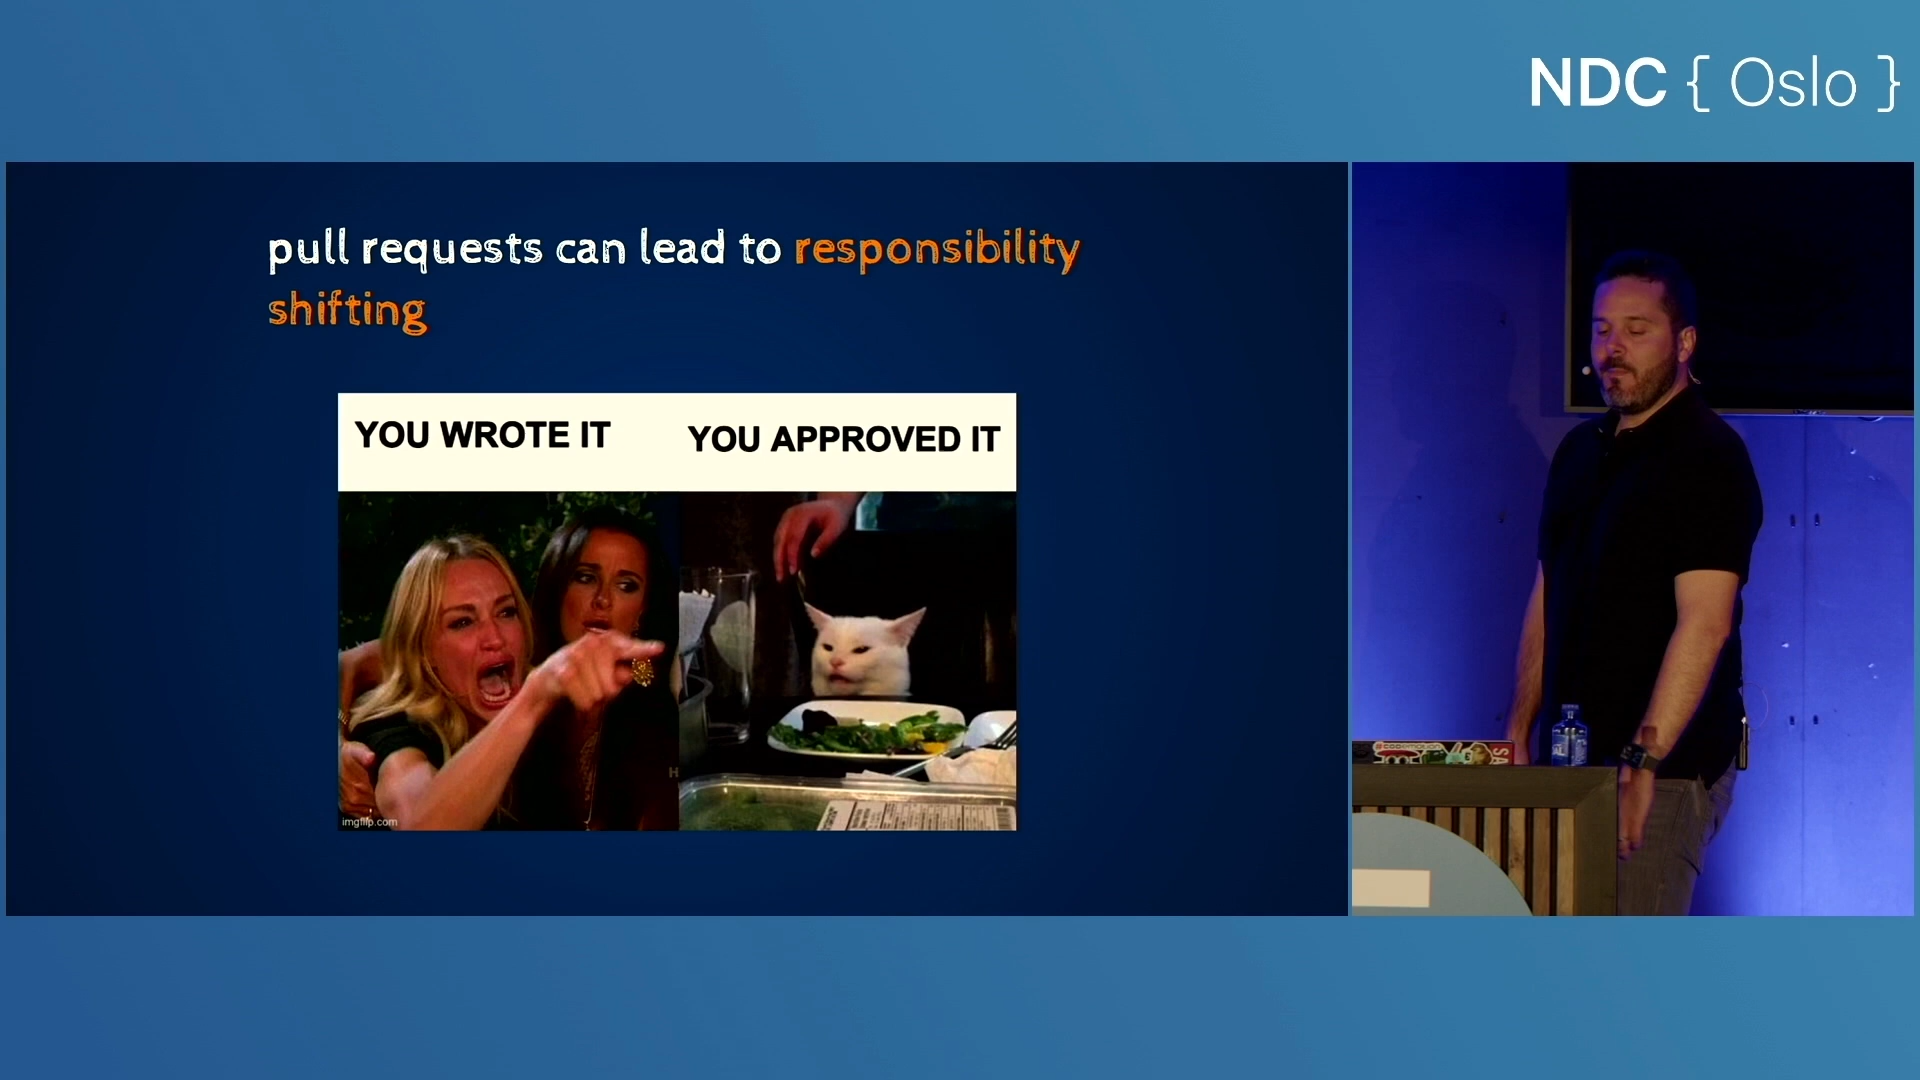 NDC { Oslo }
pull requests can lead to responsibility
shifting
YOU WROTE IT
YOU APPROVED IT
imgflip.com